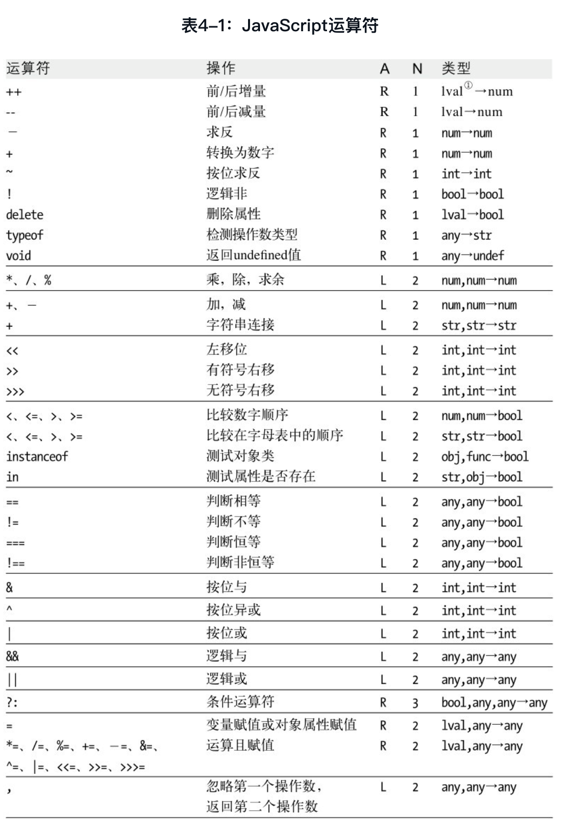 表4-1：JavaScript运算符
运算符 操作 A N 类型
++ 前/后增量 R 1 lval①→num
-- 前/后减量 R 1 lval→num
− 求反 R 1 num→num
+ 转换为数字 R 1 num→num
~ 按位求反 R 1 int→int
! 逻辑非 R 1 bool→bool
delete 删除属性 R 1 lval→bool
typeof 检测操作数类型 R 1 any→str
void 返回undefined值 R 1 any→undef
*、/、% 乘，除，求余 L 2 num,num→num
+、− 加，减 L 2 num,num→num
+ 字符串连接 L 2 str,str→str
<< 左移位 L 2 int,int→int
>> 有符号右移 L 2 int,int→int
>>> 无符号右移 L 2 int,int→int
<、<=、>、>= 比较数字顺序 L 2 num,num→bool
<、<=、>、>= 比较在字母表中的顺序 L 2 str,str→bool
instanceof 测试对象类 L 2 obj,func→bool
in 测试属性是否存在 L 2 str,obj→bool
== 判断相等 L 2 any,any→bool
!= 判断不等 L 2 any,any→bool
=== 判断恒等 L 2 any,any→bool
!== 判断非恒等 L 2 any,any→bool
& 按位与 L 2 int,int→int
^ 按位异或 L 2 int,int→int
| 按位或 L 2 int,int→int
&& 逻辑与 L 2 any,any→any
|| 逻辑或 L 2 any,any→any
?: 条件运算符 R 3 bool,any,any→any
= 变量赋值或对象属性赋值 R 2 lval,any→any
*=、/=、%=、+=、−=、&=、 运算且赋值 R 2 lval,any→any
^=、|=、<<=、>>=、>>>=
, 忽略第一个操作数， L 2 any,any→any
返回第二个操作数